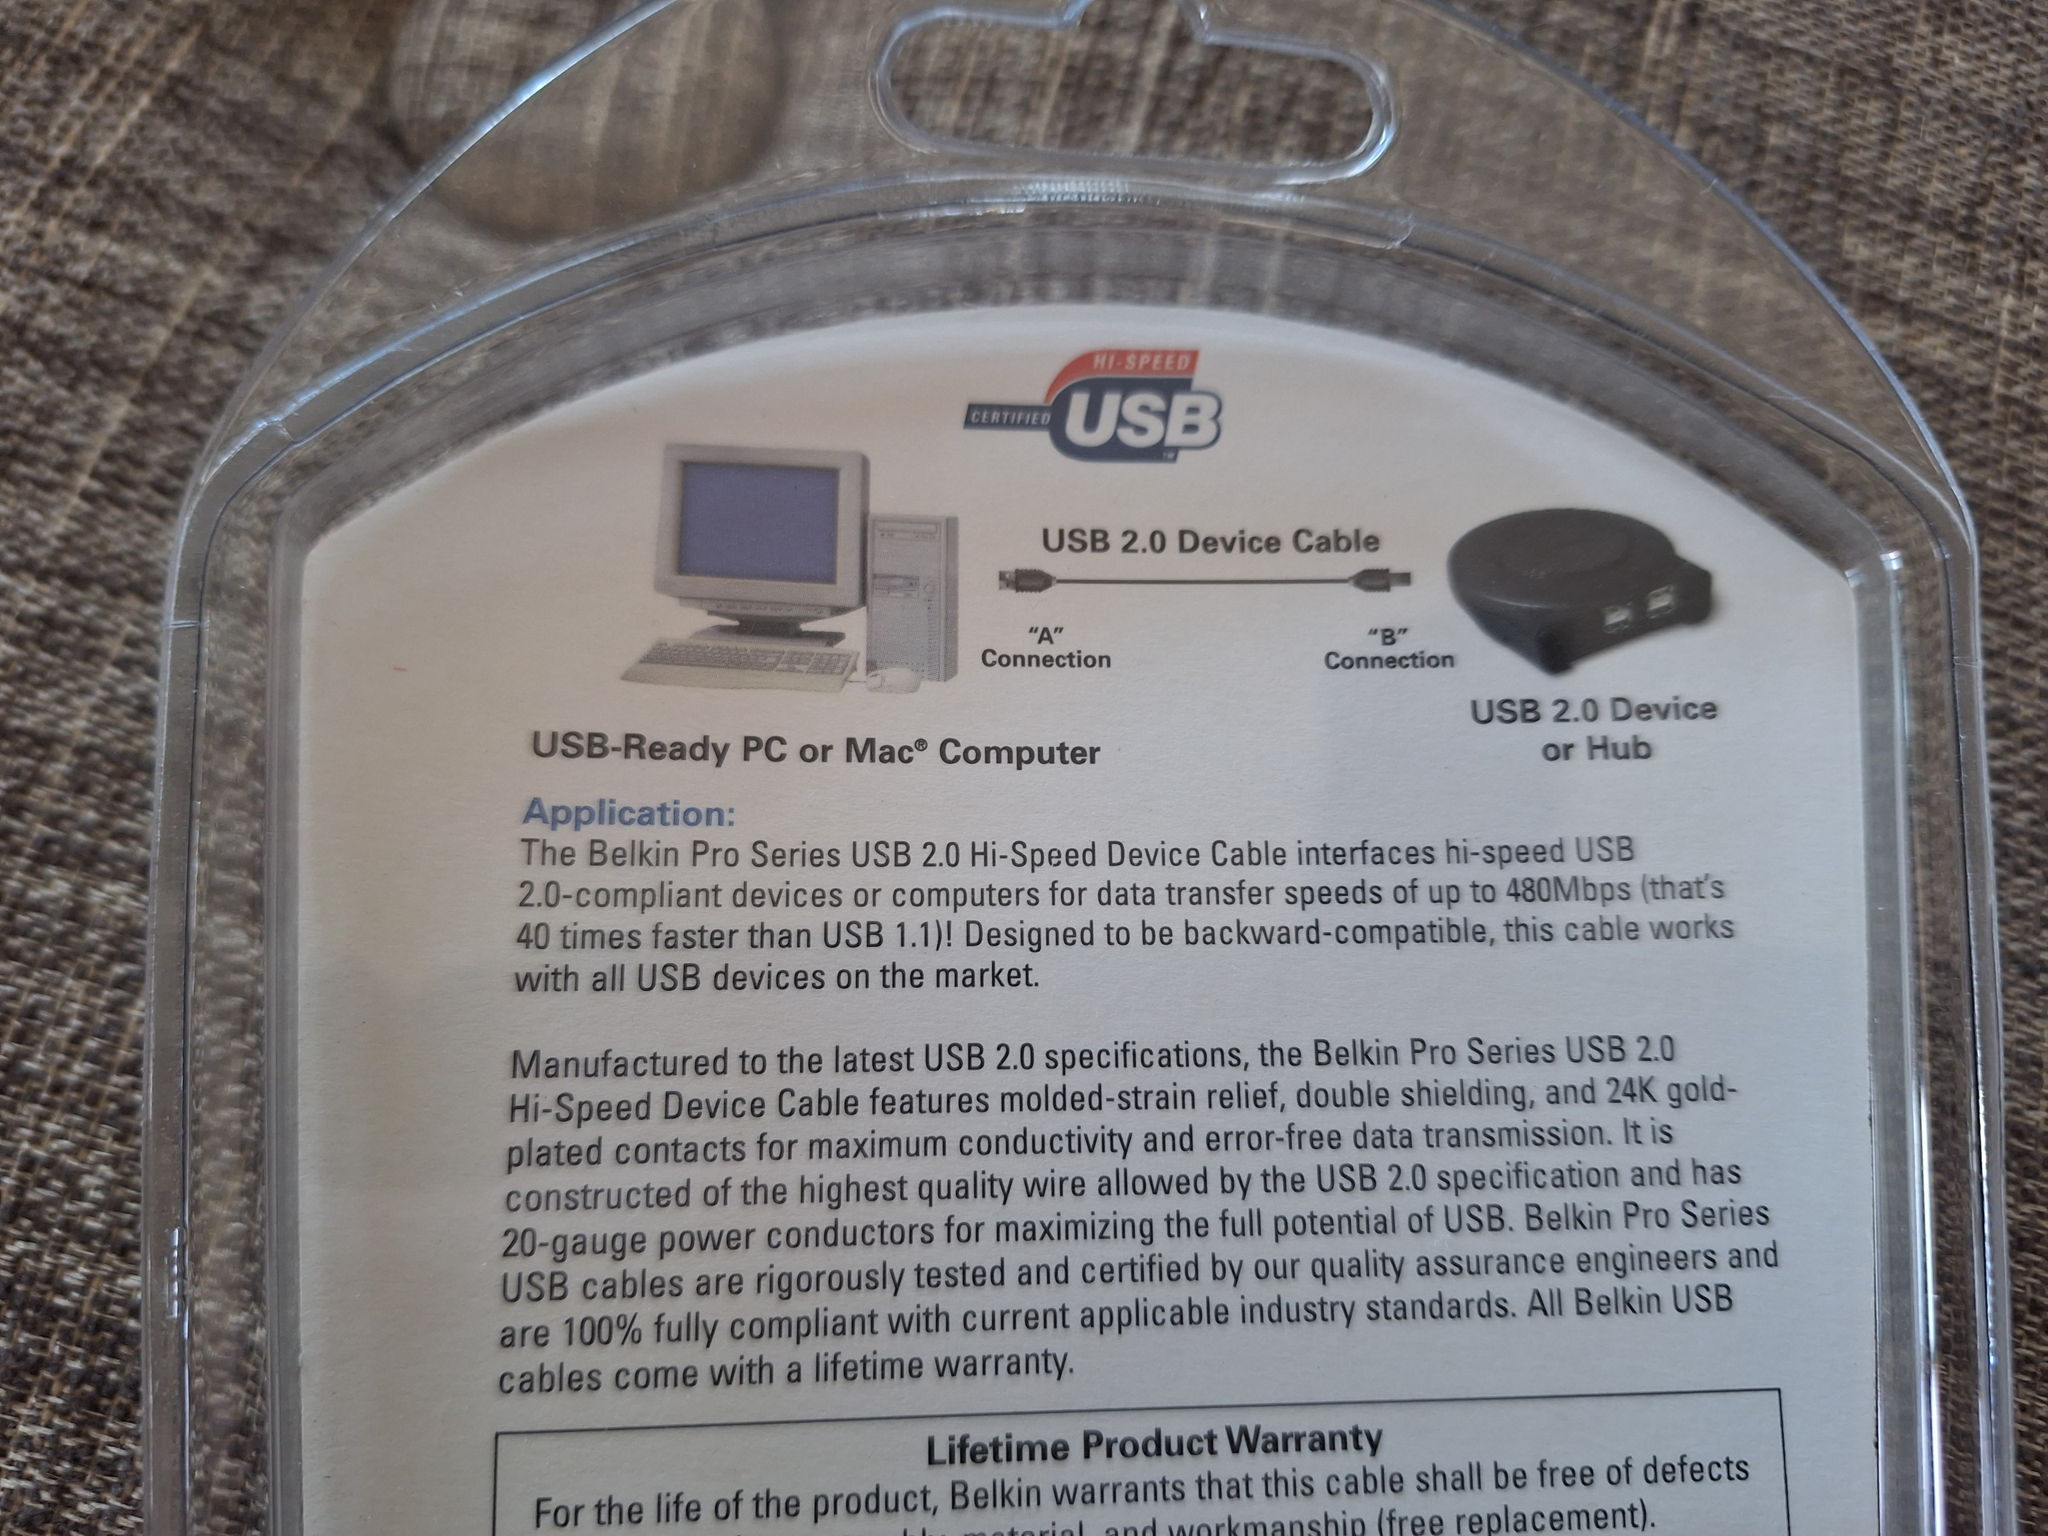 HI-SPEED
CERTIFIED
USB
TM
USB 2.0 Device Cable
"A"
Connection
"B"
Connection
USB 2.0 Device
or Hub
USB-Ready PC or Mac® Computer
Application:
The Belkin Pro Series USB 2.0 Hi-Speed Device Cable interfaces hi-speed USB
2.0-compliant devices or computers for data transfer speeds of up to 480Mbps (that's
40 times faster than USB 1.1)! Designed to be backward-compatible, this cable works
with all USB devices on the market.
Manufactured to the latest USB 2.0 specifications, the Belkin Pro Series USB 2.0
Hi-Speed Device Cable features molded-strain relief, double shielding, and 24K gold-
plated contacts for maximum conductivity and error-free data transmission. It is
constructed of the highest quality wire allowed by the USB 2.0 specification and has
20-gauge power conductors for maximizing the full potential of USB. Belkin Pro Series
USB cables are rigorously tested and certified by our quality assurance engineers and
are 100% fully compliant with current applicable industry standards. All Belkin USB
cables come with a lifetime warranty.
Lifetime Product Warranty
For the life of the product, Belkin warrants that this cable shall be free of defects
material, and workmanship (free replacement).